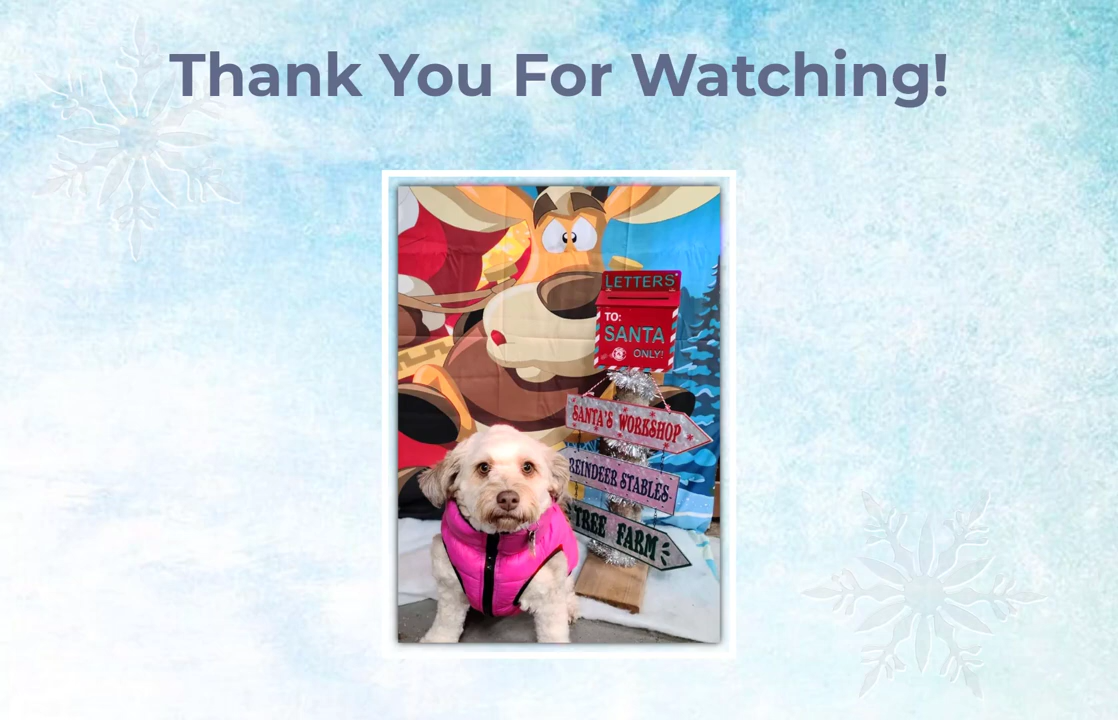 Thank You For Watching!
LETTERS
TO:
SANTA
ONLY!
SANTA'S WORKSHOP
REINDEER STABLES
TREE FARM